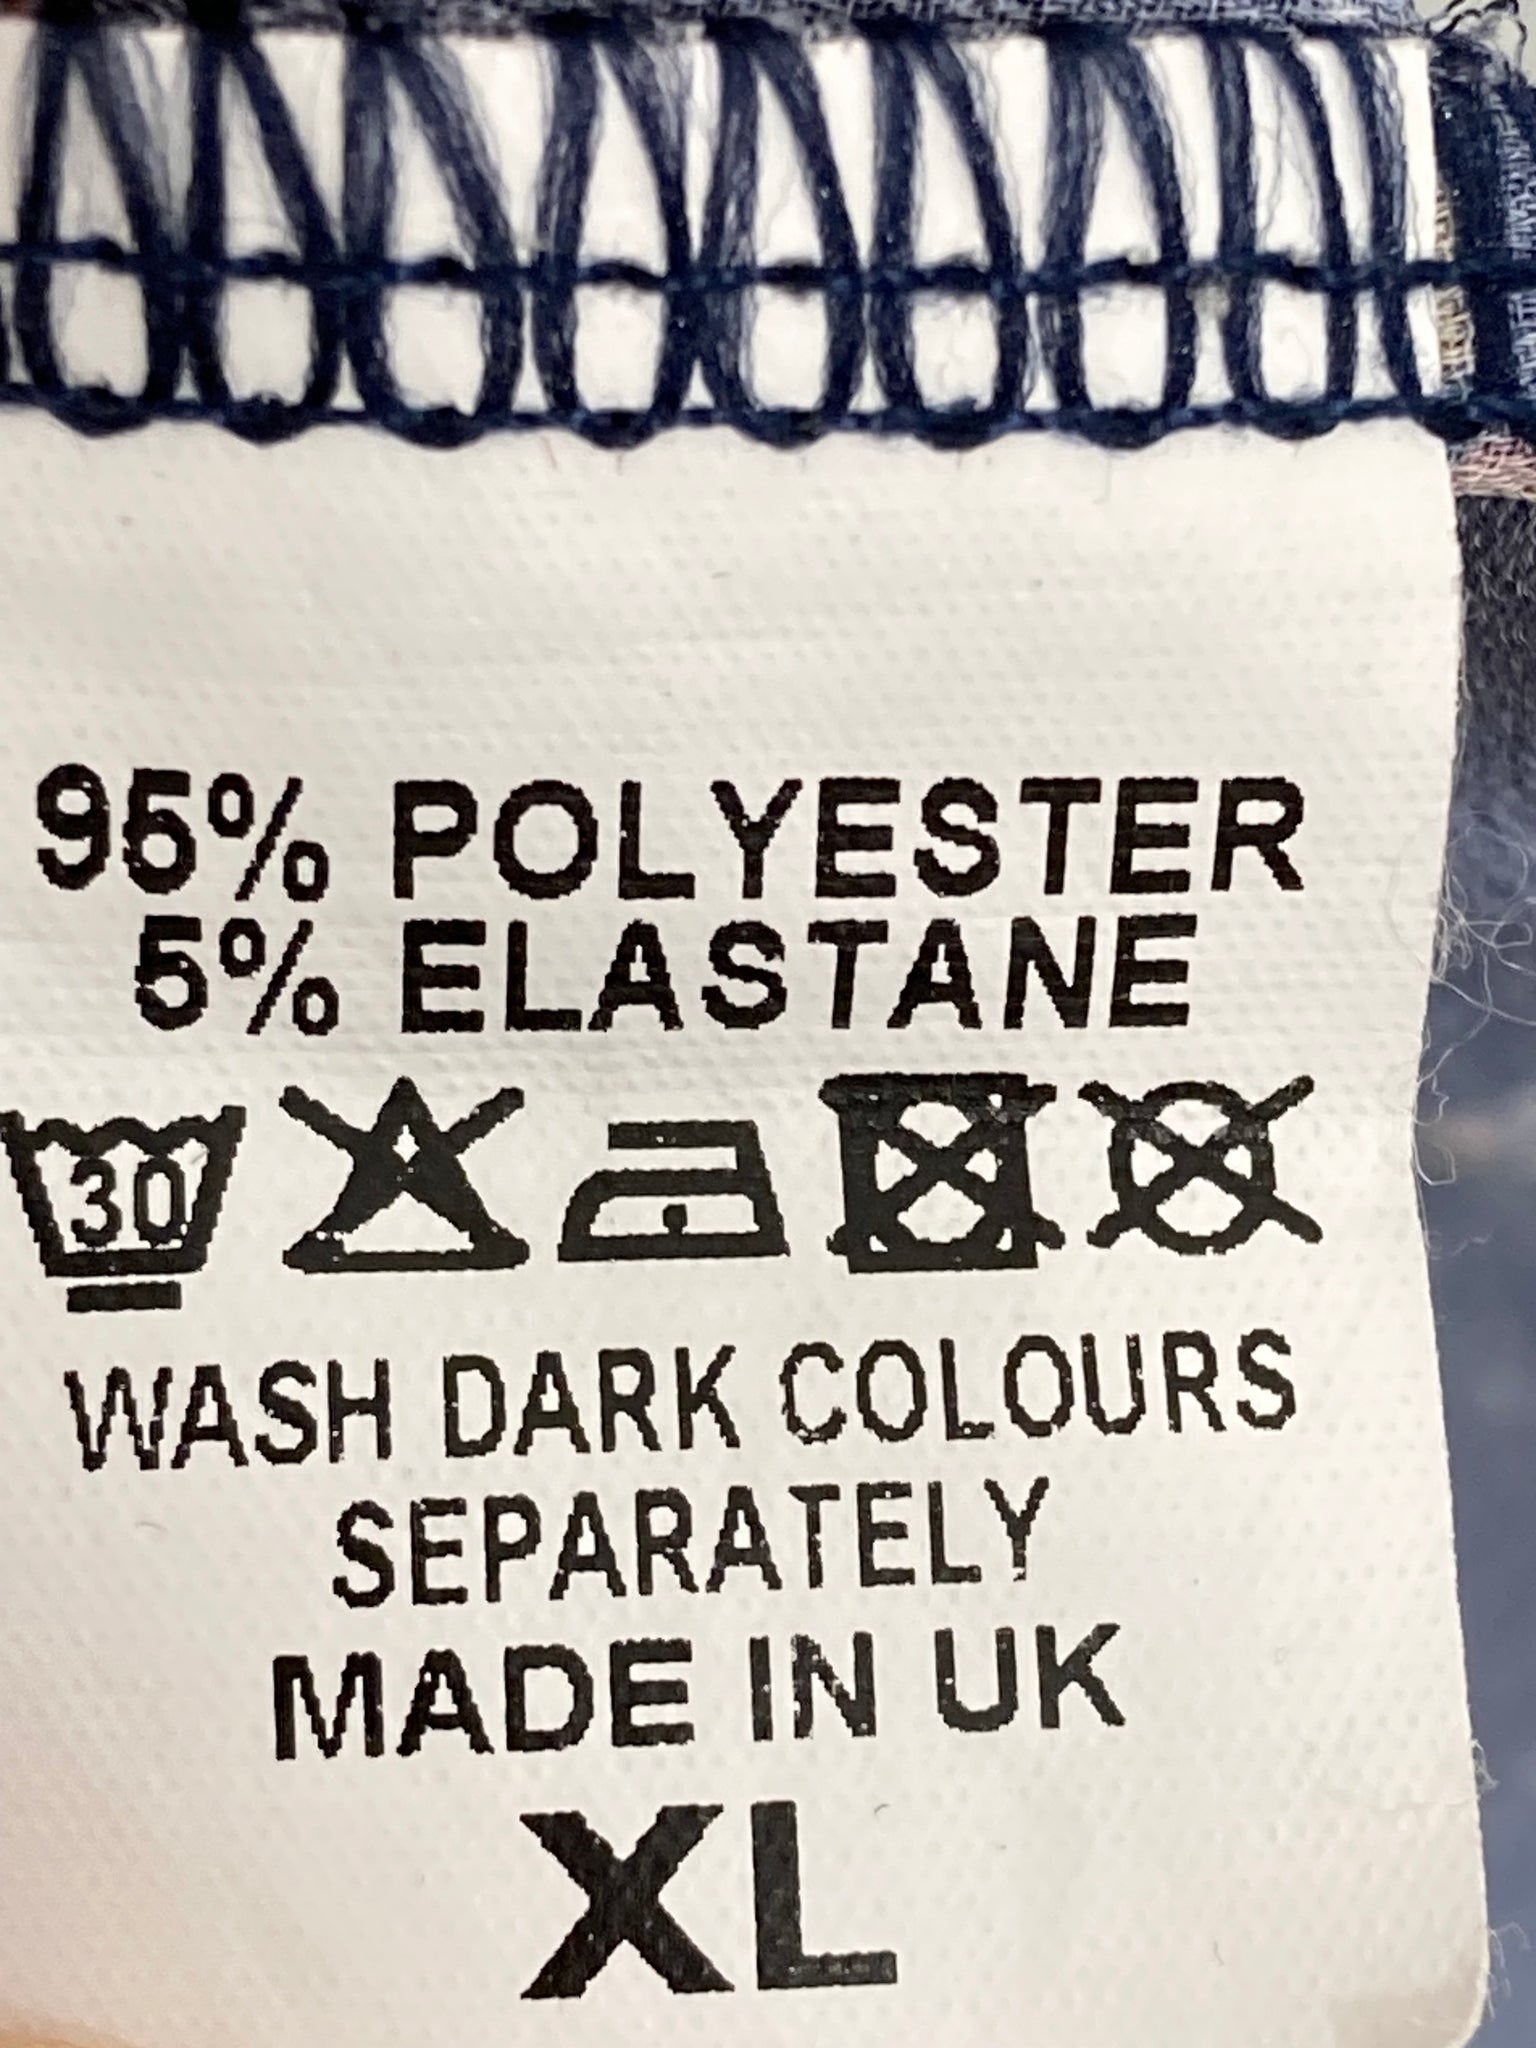 95% POLYESTER
5% ELASTANE
30
WASH DARK COLOURS
SEPARATELY
MADE IN UK
XL